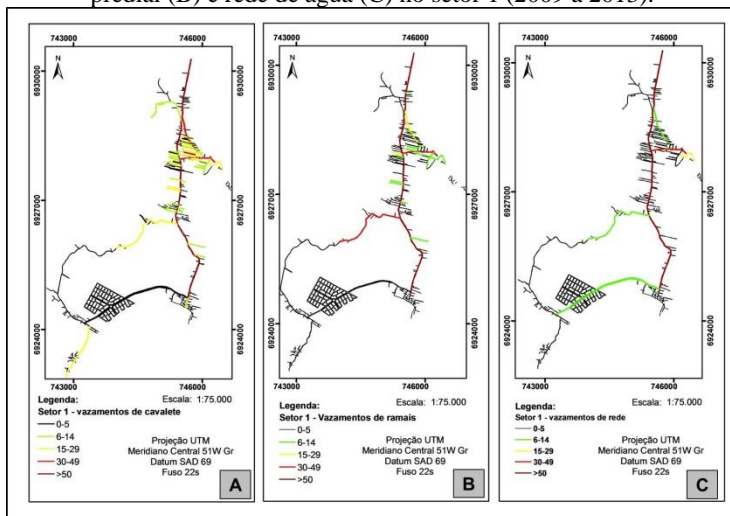 predial (B) e rede de água (C) no setor 1 (2009 a 2013).
743000 746000
N
6930000
6927000
6924000
743000 746000
Legenda: Escala: 1:75.000
Setor 1 - vazamentos de cavalete
0-5
6-14
15-29
30-49
>50
Projeção UTM
Meridiano Central 51W Gr
Datum SAD 69
Fuso 22s
A
743000 746000
N
6930000
6927000
6924000
743000 746000
Legenda: Escala: 1:75.000
Setor 1 - Vazamentos de ramais
0-5
6-14
15-29
30-49
>50
Projeção UTM
Meridiano Central 51W Gr
Datum SAD 69
Fuso 22s
B
743000 746000
N
6930000
6927000
6924000
743000 746000
Legenda: Escala: 1:75.000
Setor 1 - vazamentos de rede
0-5
6-14
15-29
30-49
>50
Projeção UTM
Meridiano Central 51W Gr
Datum SAD 69
Fuso 22s
C